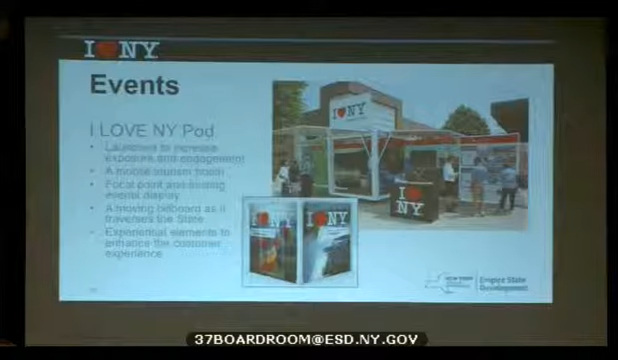 I ♥ NY
Events
I LOVE NY Pod
• Launched to increase
exposure and engagement
• A mobile tourism booth
• Focal point and exciting
events display
• A moving billboard as it
traverses the State
• Experiential elements to
enhance the customer
experience
I ♥ NY
I ♥
NY
I ♥ NY
I ♥ NY
Empire State
Development
37BOARDROOM@ESD.NY.GOV